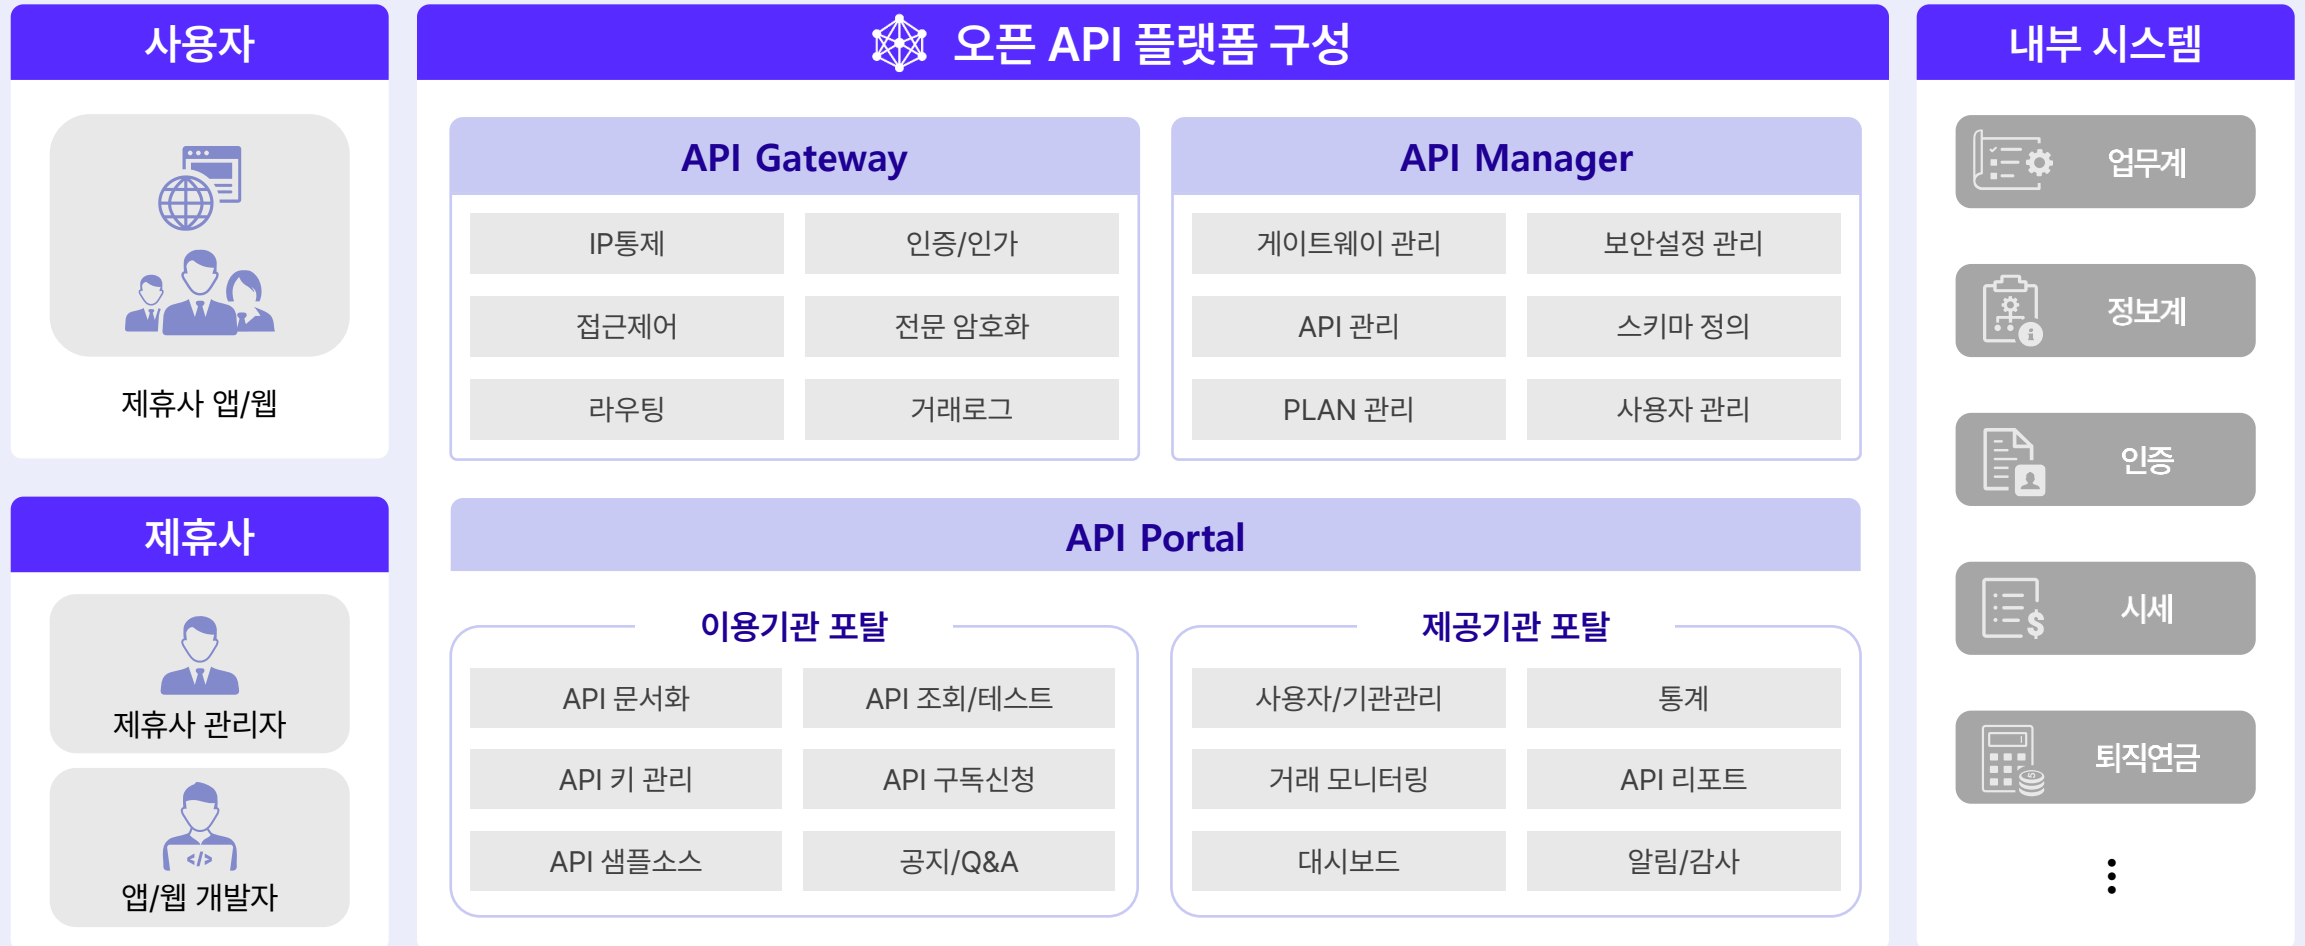 사용자
제휴사 앱/웹
제휴사
제휴사 관리자
</>
앱/웹 개발자
오픈 API 플랫폼 구성
API Gateway
IP통제
인증/인가
접근제어
전문 암호화
라우팅
거래로그
API Manager
게이트웨이 관리
보안설정 관리
API 관리
스키마 정의
PLAN 관리
사용자 관리
API Portal
이용기관 포탈
API 문서화
API 조회/테스트
API 키 관리
API 구독신청
API 샘플소스
공지/Q&A
제공기관 포탈
사용자/기관관리
통계
거래 모니터링
API 리포트
대시보드
알림/감사
내부 시스템
업무계
정보계
인증
시세
퇴직연금